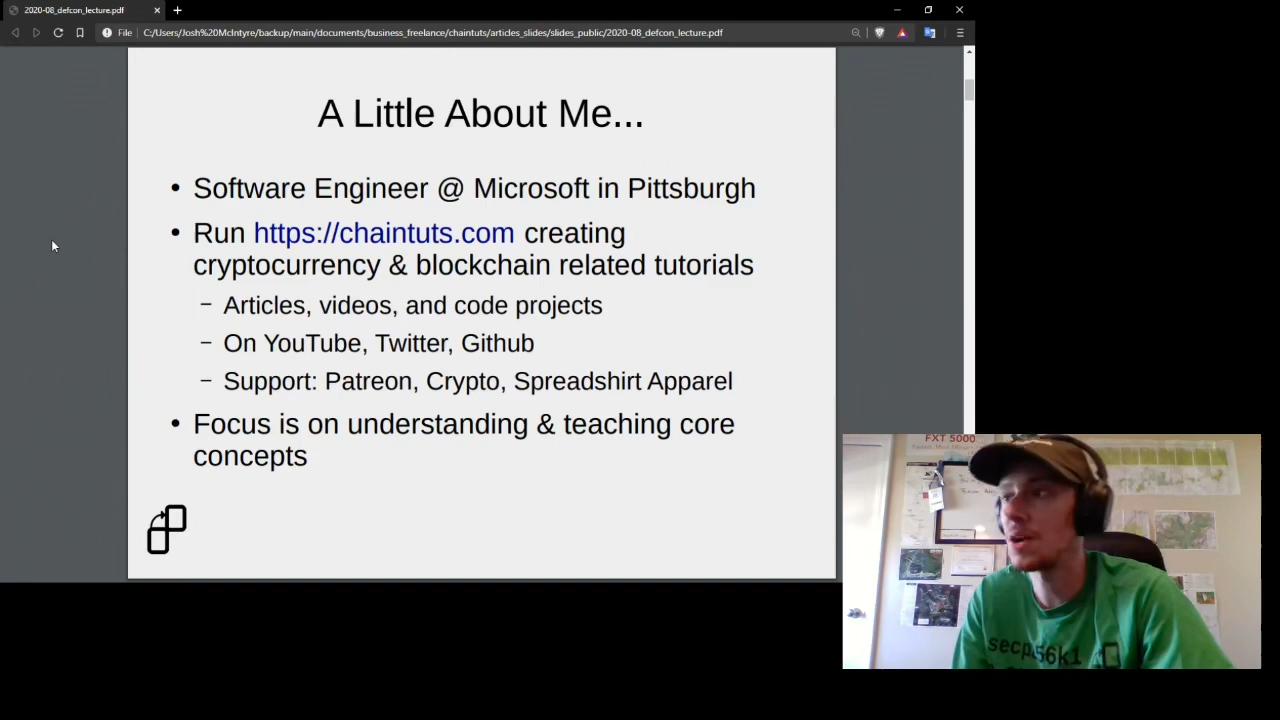 2020-08_defcon_lecture.pdf
File
C:/Users/Josh%20McIntyre/backup/main/documents/business_freelance/chaintuts/articles_slides/slides_public/2020-08_defcon_lecture.pdf
A Little About Me...
• Software Engineer @ Microsoft in Pittsburgh
• Run https://chaintuts.com creating
cryptocurrency & blockchain related tutorials
– Articles, videos, and code projects
– On YouTube, Twitter, Github
– Support: Patreon, Crypto, Spreadshirt Apparel
• Focus is on understanding & teaching core
concepts
FXT 5000